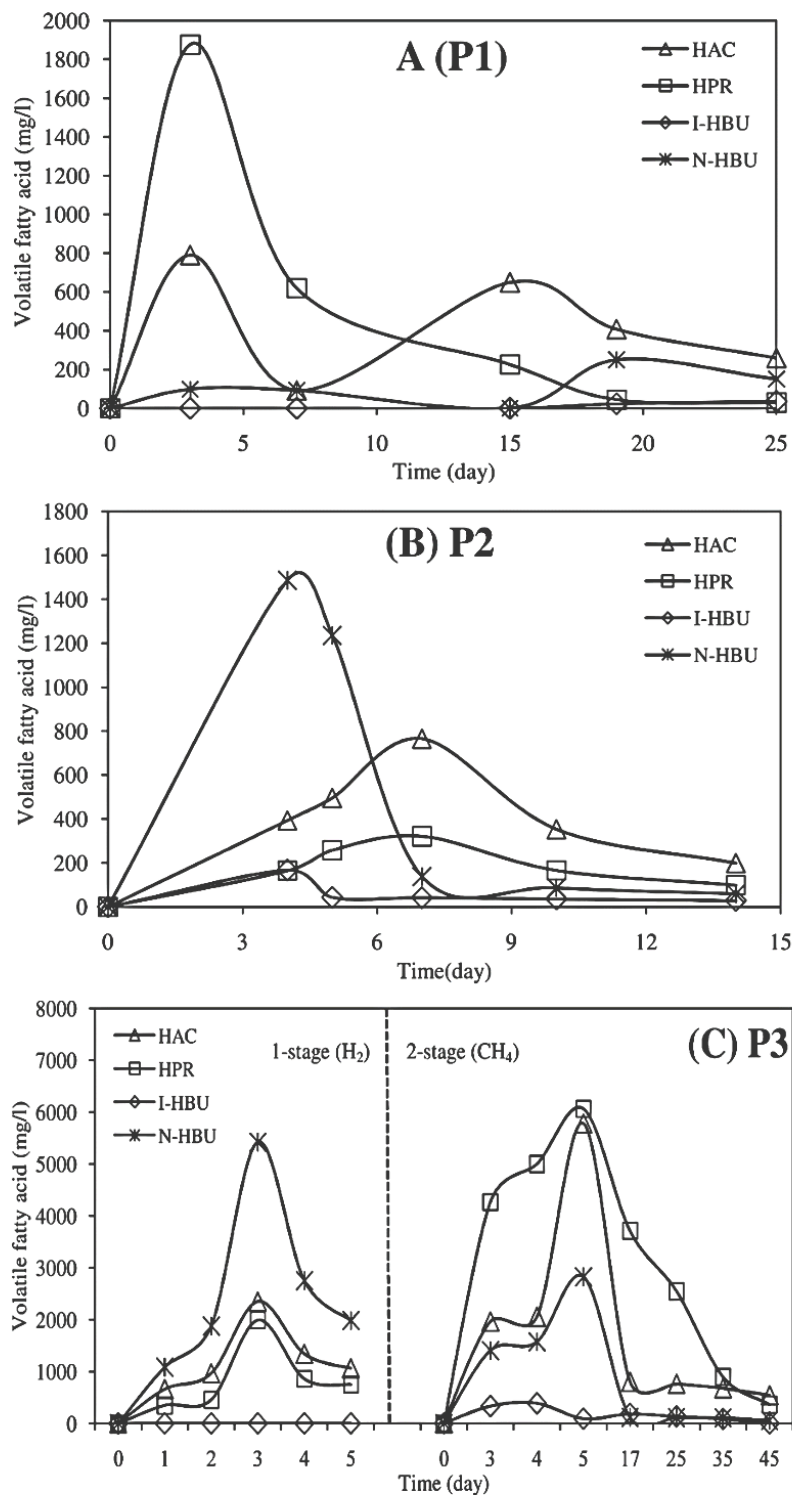 A (P1)
HAC
HPR
I-HBU
N-HBU
Volatile fatty acid (mg/l)
2000
1800
1600
1400
1200
1000
800
600
400
200
0
0 5 10 15 20 25
Time (day)
(B) P2
HAC
HPR
I-HBU
N-HBU
Volatile fatty acid (mg/l)
1800
1600
1400
1200
1000
800
600
400
200
0
0 3 6 9 12 15
Time(day)
(C) P3
1-stage (H₂)
2-stage (CH₄)
HAC
HPR
I-HBU
N-HBU
Volatile fatty acid (mg/l)
8000
7000
6000
5000
4000
3000
2000
1000
0
0 1 2 3 4 5 0 3 4 5 17 25 35 45
Time (day)